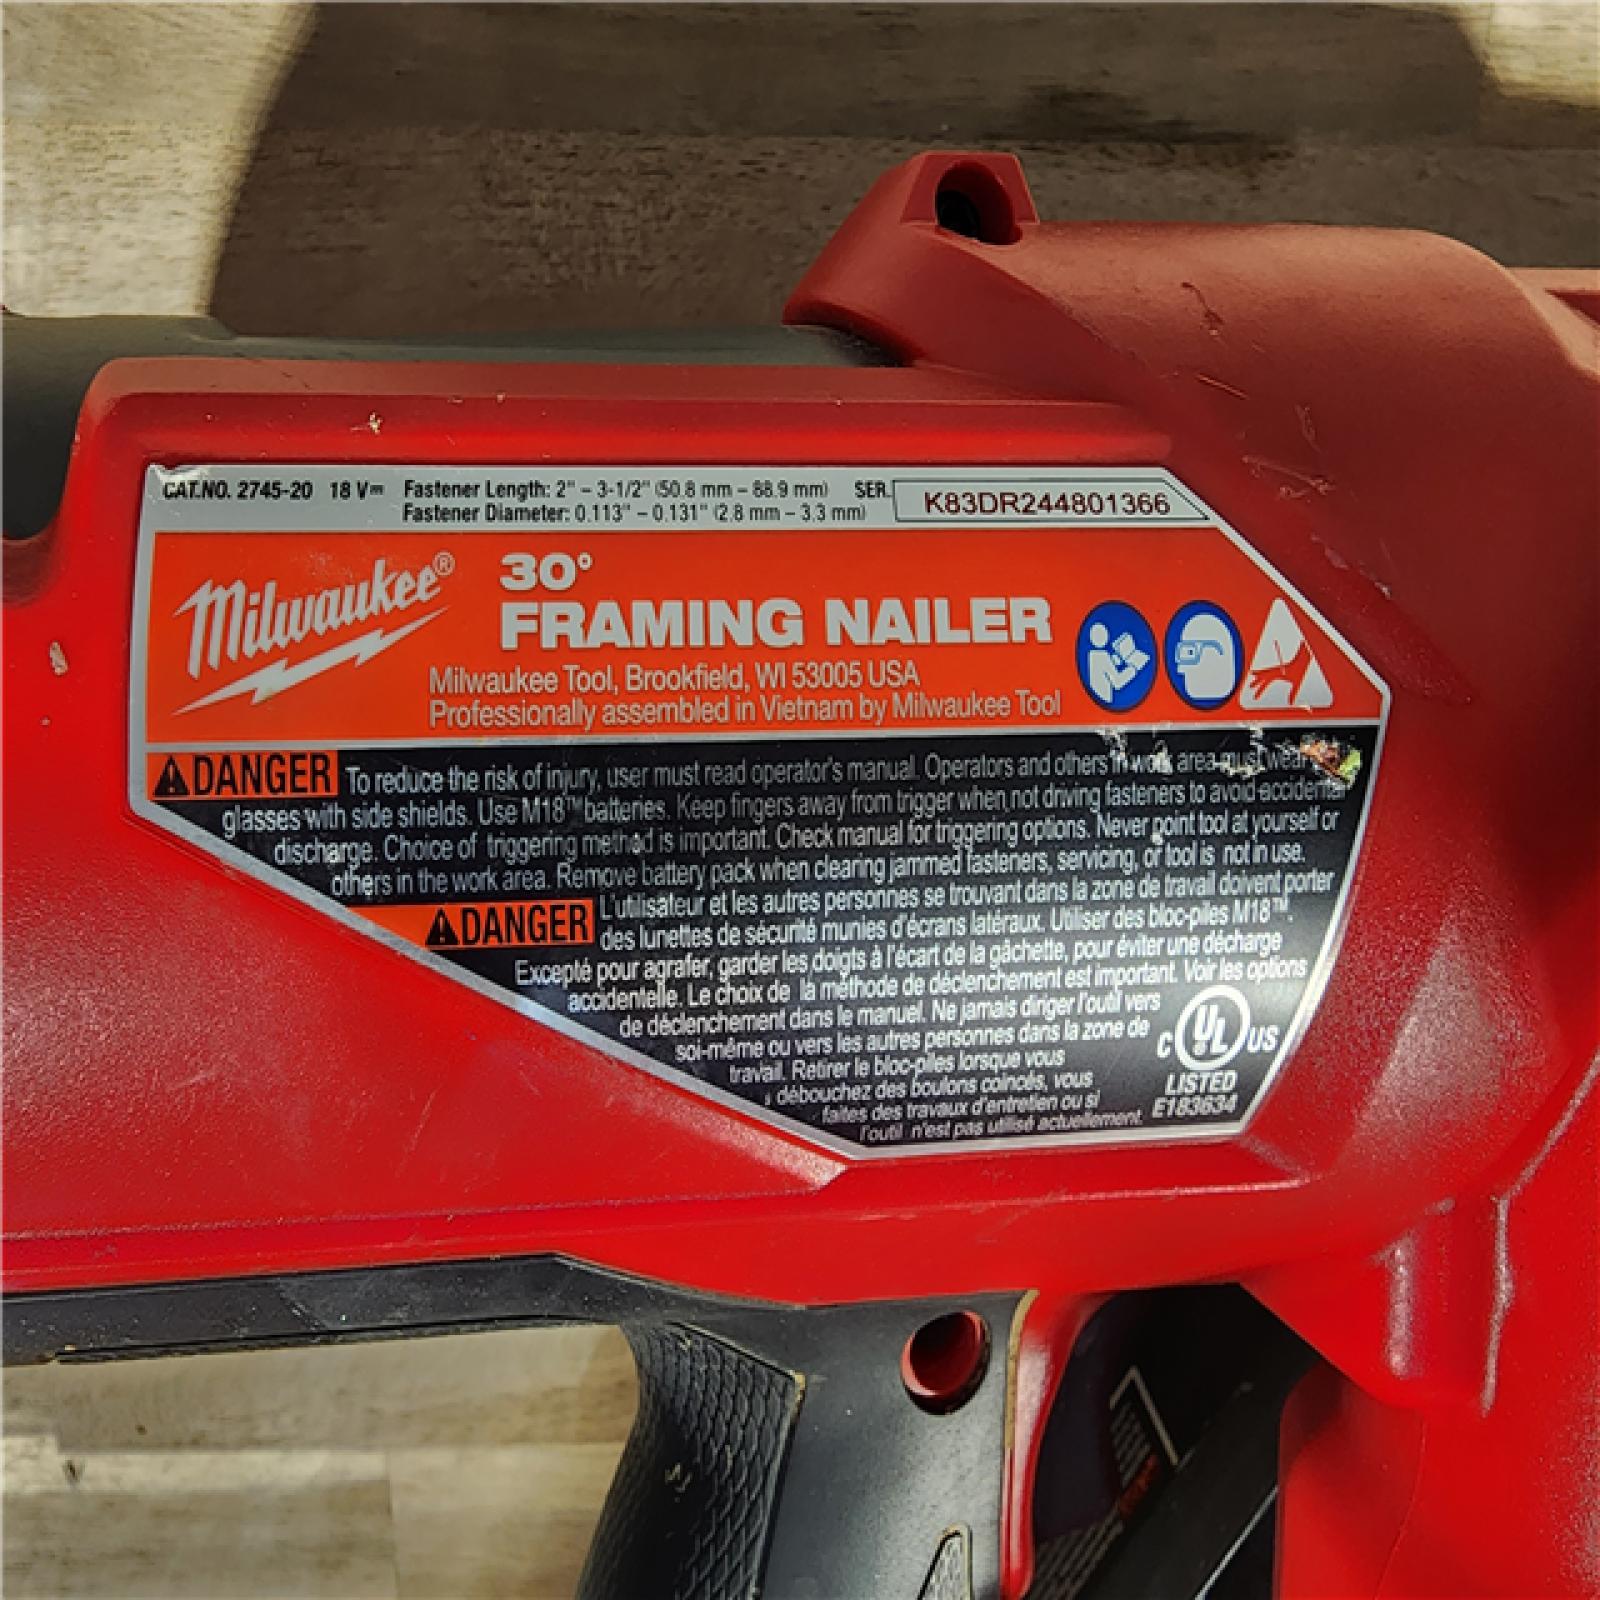 CAT.NO. 2745-20 18 V⎓ Fastener Length: 2" – 3-1/2" (50.8 mm – 88.9 mm) SER. K83DR244801366
Fastener Diameter: 0.113" – 0.131" (2.8 mm – 3.3 mm)
Milwaukee®
30°
FRAMING NAILER
Milwaukee Tool, Brookfield, WI 53005 USA
Professionally assembled in Vietnam by Milwaukee Tool
⚠DANGER To reduce the risk of injury, user must read operator's manual. Operators and others in work area must wear
glasses with side shields. Use M18™ batteries. Keep fingers away from trigger when not driving fasteners to avoid accidental
discharge. Choice of triggering method is important. Check manual for triggering options. Never point tool at yourself or
others in the work area. Remove battery pack when clearing jammed fasteners, servicing, or tool is not in use.
⚠DANGER L'utilisateur et les autres personnes se trouvant dans la zone de travail doivent porter
des lunettes de sécurité munies d'écrans latéraux. Utiliser des bloc-piles M18™.
Excepté pour agrafer, garder les doigts à l'écart de la gâchette, pour éviter une décharge
accidentelle. Le choix de la méthode de déclenchement est important. Voir les options
de déclenchement dans le manuel. Ne jamais diriger l'outil vers
soi-même ou vers les autres personnes dans la zone de
travail. Retirer le bloc-piles lorsque vous
débouchez des boulons coincés, vous
faites des travaux d'entretien ou si
l'outil n'est pas utilisé actuellement.
C UL US
LISTED
E183634